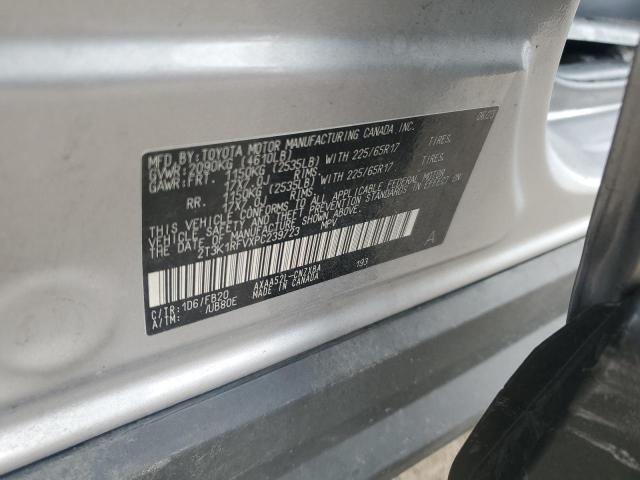 MFD. BY: TOYOTA MOTOR MANUFACTURING CANADA, INC. 06/23
GVWR: 2090KG (4610LB)
GAWR: FRT. 1150KG (2535LB) WITH 225/65R17 TIRES,
17X7.0J RIMS,
RR. 1150KG (2535LB) WITH 225/65R17 TIRES,
17X7.0J RIMS,
THIS VEHICLE CONFORMS TO ALL APPLICABLE FEDERAL MOTOR
VEHICLE SAFETY AND THEFT PREVENTION STANDARDS IN EFFECT ON THE DATE
OF MANUFACTURE SHOWN ABOVE.
2T3K1RFVXPC239723 MPV
A
193
C/TR: 1D6/FB20 AXAA52L-CNZXBA
A/TM: /UB80E MADE IN CANADA